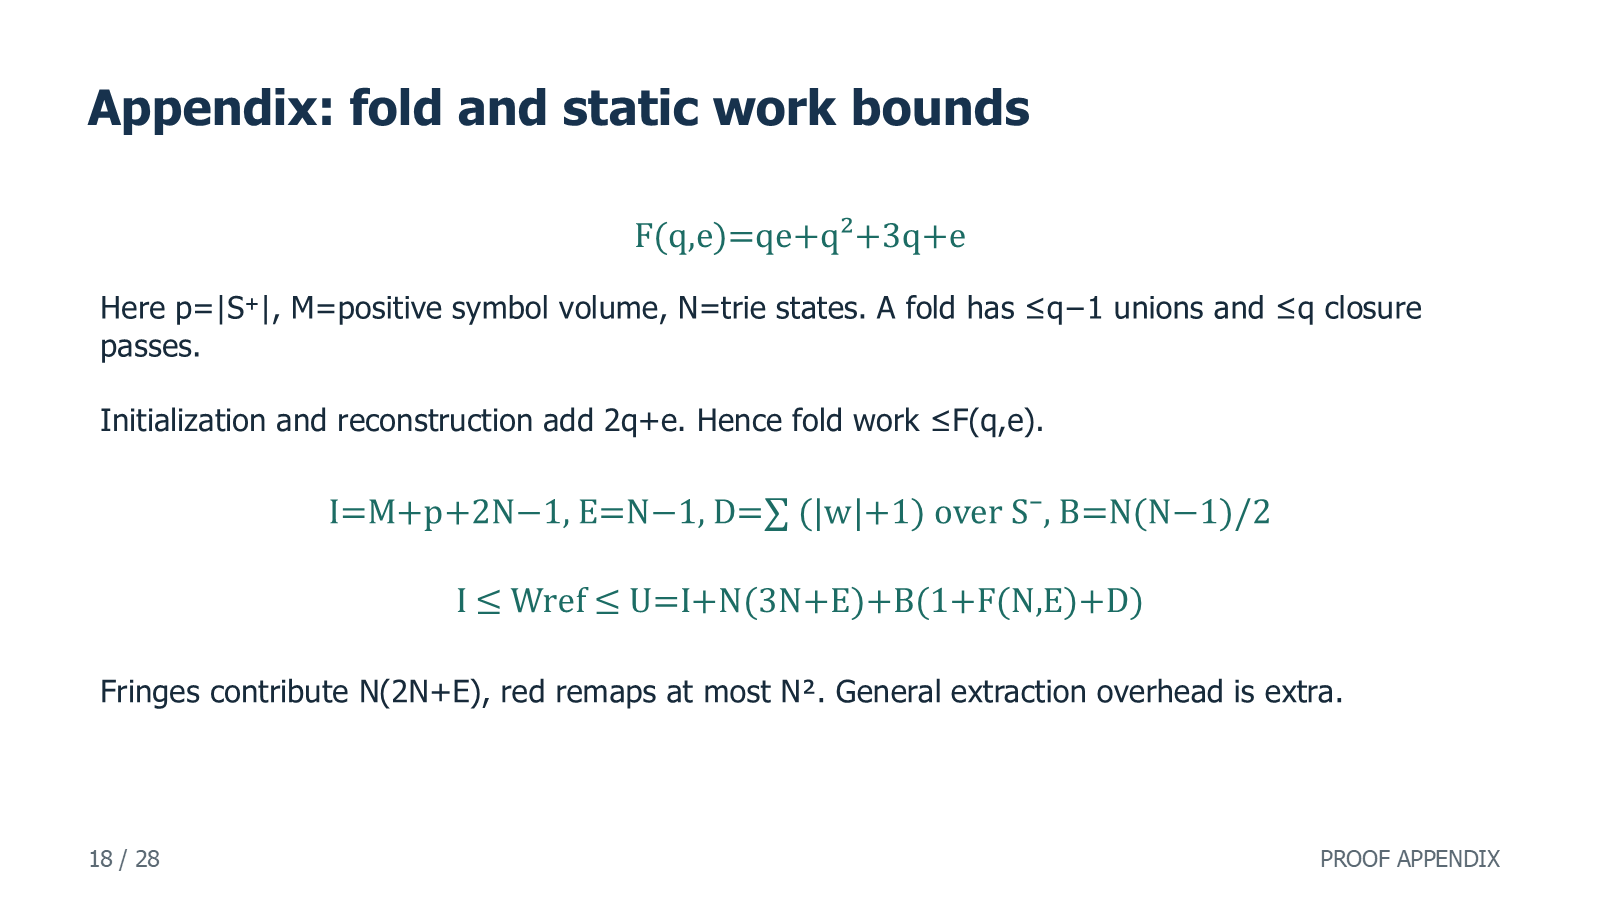 Appendix: fold and static work bounds
F(q,e)=qe+q²+3q+e
Here p=|S⁺|, M=positive symbol volume, N=trie states. A fold has ≤q−1 unions and ≤q closure
passes.
Initialization and reconstruction add 2q+e. Hence fold work ≤F(q,e).
I=M+p+2N−1, E=N−1, D=∑ (|w|+1) over S⁻, B=N(N−1)/2
I ≤ Wref ≤ U=I+N(3N+E)+B(1+F(N,E)+D)
Fringes contribute N(2N+E), red remaps at most N². General extraction overhead is extra.
18 / 28
PROOF APPENDIX